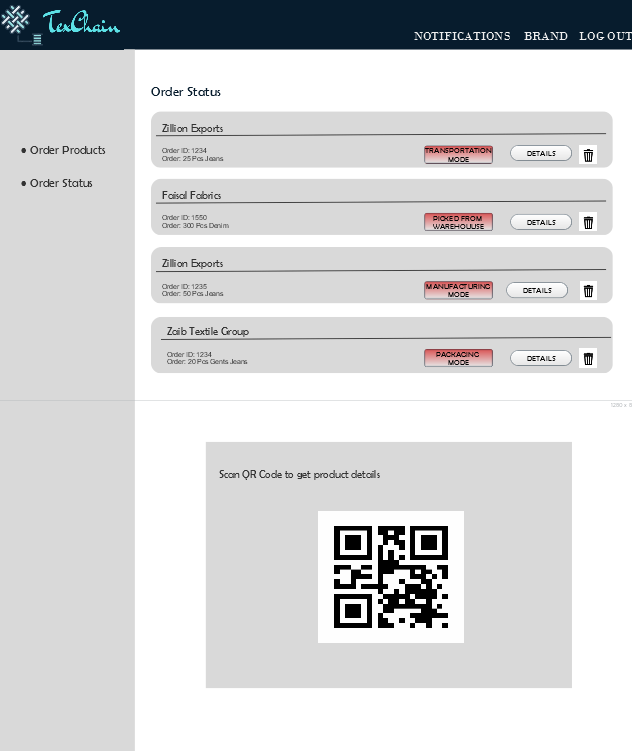 TexChain
NOTIFICATIONS BRAND LOG OUT
Order Status
• Order Products
• Order Status
Zillion Exports
Order ID: 1234
Order: 25 Pcs Jeans
TRANSPORTATION
MODE
DETAILS
Faisal Fabrics
Order ID: 1550
Order: 300 Pcs Denim
PICKED FROM
WAREHOUUSE
DETAILS
Zillion Exports
Order ID: 1235
Order: 50 Pcs Jeans
MANUFACTURING
MODE
DETAILS
Zaib Textile Group
Order ID: 1234
Order: 20 Pcs Gents Jeans
PACKAGING
MODE
DETAILS
Scan QR Code to get product details